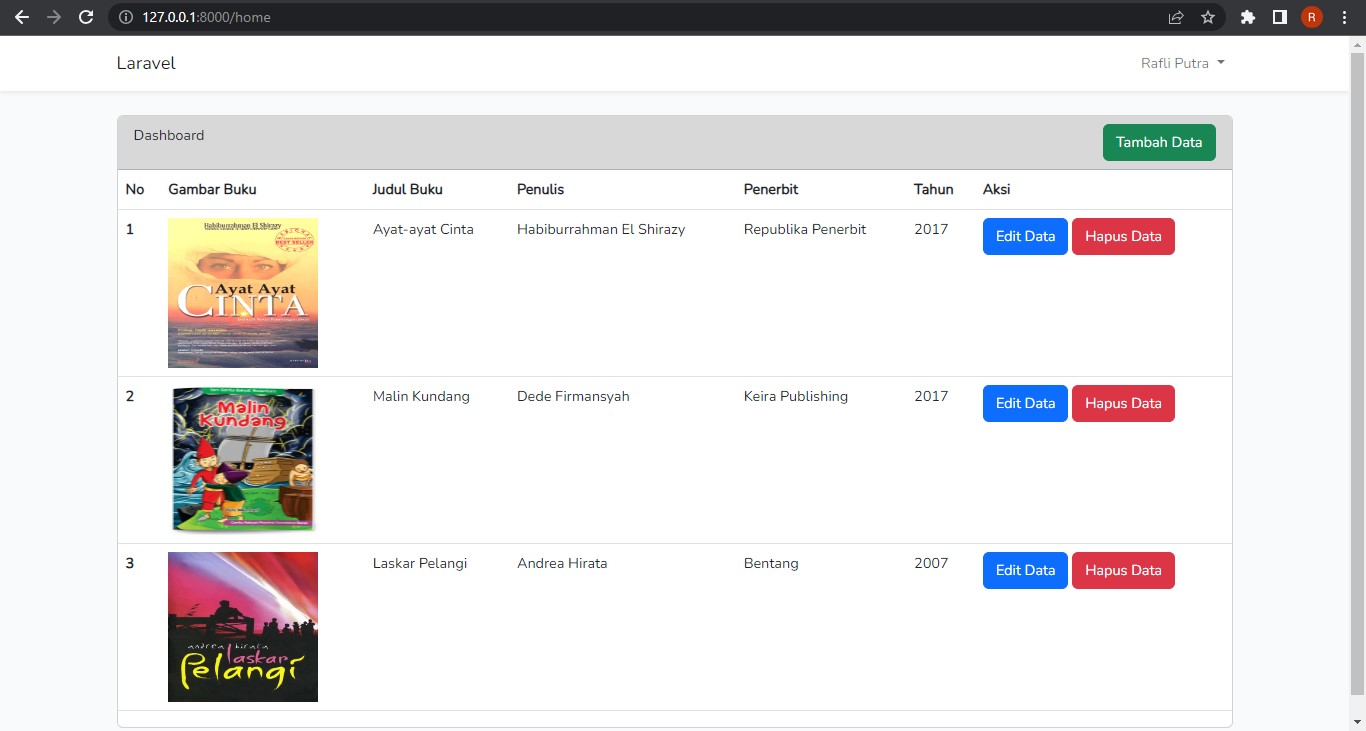 127.0.0.1:8000/home
R
Laravel
Rafli Putra
Dashboard
Tambah Data
No Gambar Buku Judul Buku Penulis Penerbit Tahun Aksi
1 Ayat-ayat Cinta Habiburrahman El Shirazy Republika Penerbit 2017 Edit Data Hapus Data
Habiburrahman El Shirazy
BEST SELLER
Ayat Ayat
CINTA
2 Malin Kundang Dede Firmansyah Keira Publishing 2017 Edit Data Hapus Data
Malin
Kundang
3 Laskar Pelangi Andrea Hirata Bentang 2007 Edit Data Hapus Data
andrea hirata
laskar
Pelangi